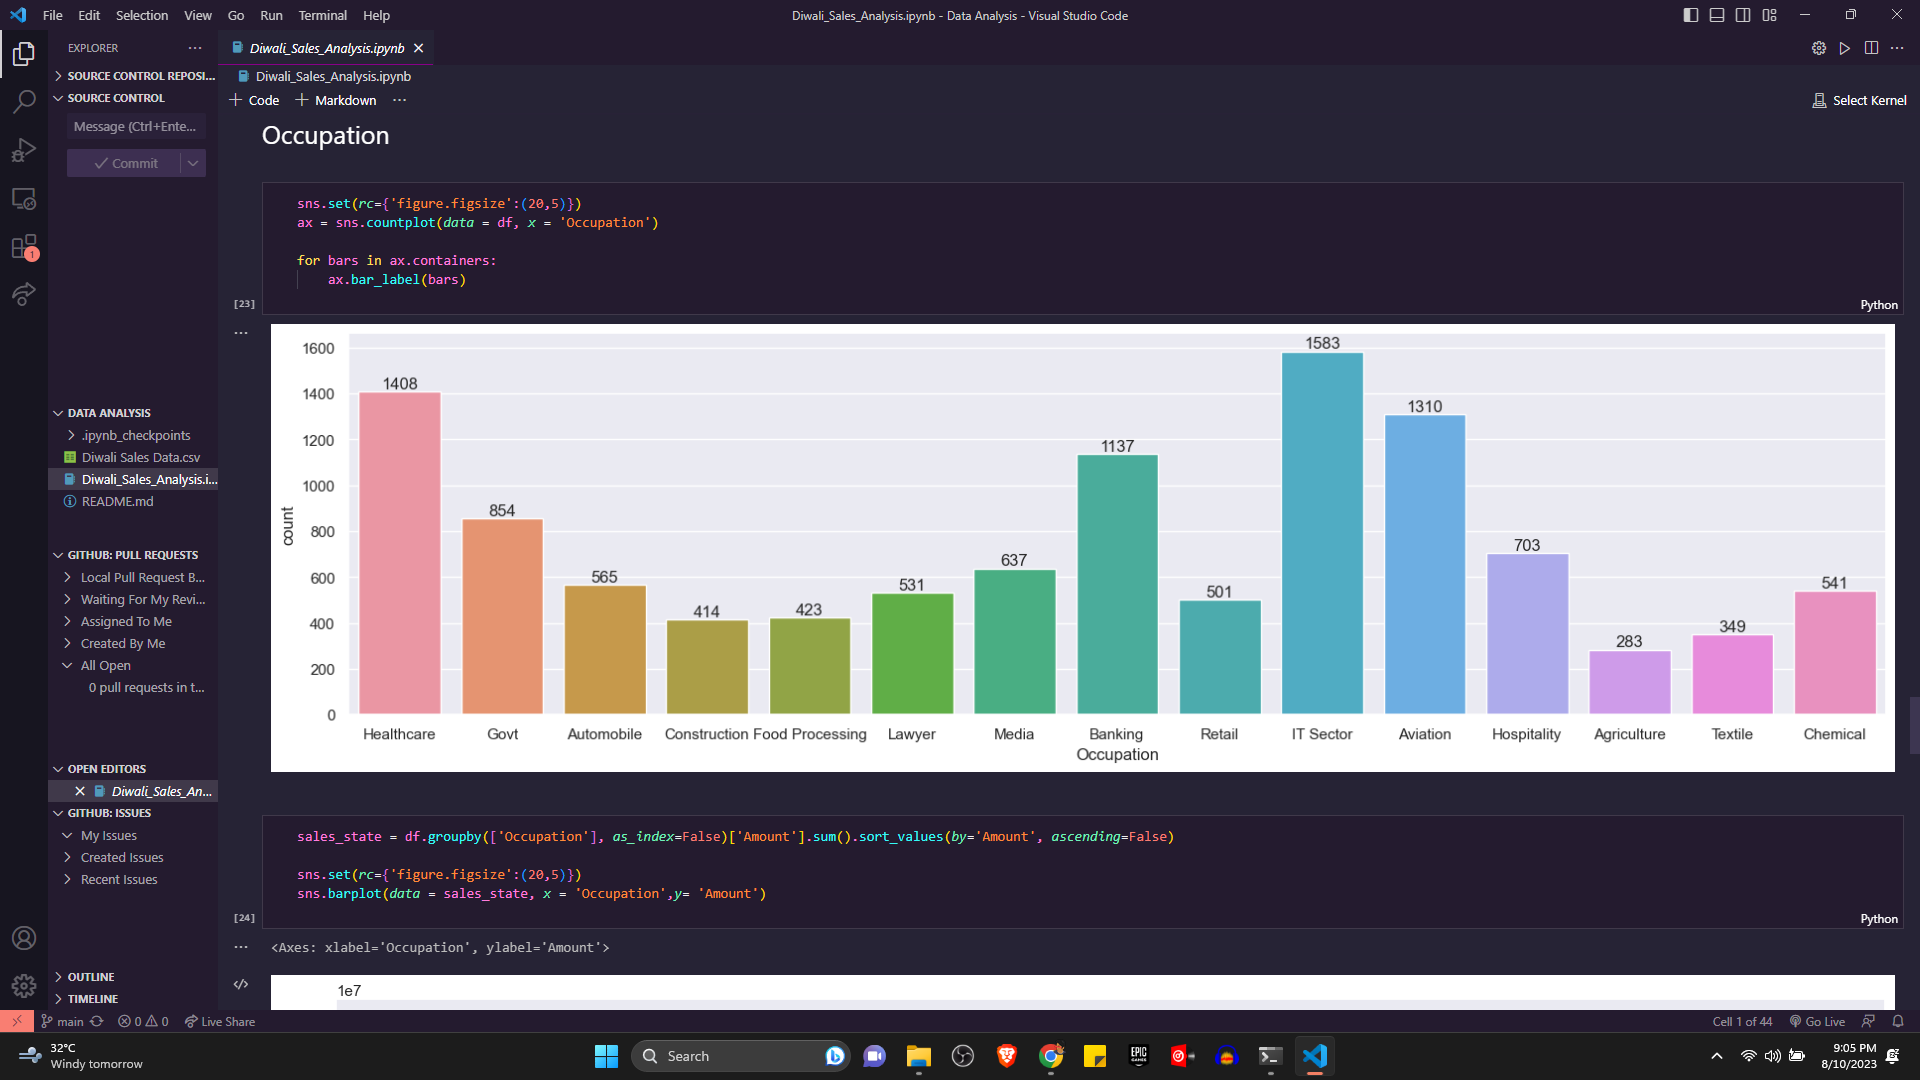 File Edit Selection View Go Run Terminal Help
Diwali_Sales_Analysis.ipynb - Data Analysis - Visual Studio Code
EXPLORER
SOURCE CONTROL REPOSI...
SOURCE CONTROL
Message (Ctrl+Ente...
Commit
1
DATA ANALYSIS
.ipynb_checkpoints
Diwali Sales Data.csv
Diwali_Sales_Analysis.i...
README.md
GITHUB: PULL REQUESTS
Local Pull Request B...
Waiting For My Revi...
Assigned To Me
Created By Me
All Open
0 pull requests in t...
OPEN EDITORS
Diwali_Sales_An...
GITHUB: ISSUES
My Issues
Created Issues
Recent Issues
OUTLINE
TIMELINE
Diwali_Sales_Analysis.ipynb
Diwali_Sales_Analysis.ipynb
Code Markdown
Select Kernel
Occupation
sns.set(rc={'figure.figsize':(20,5)})
ax = sns.countplot(data = df, x = 'Occupation')
for bars in ax.containers:
ax.bar_label(bars)
[23]
Python
1600
1400
1200
1000
800
600
400
200
0
count
1408 854 565 414 423 531 637 1137 501 1583 1310 703 283 349 541
Healthcare Govt Automobile Construction Food Processing Lawyer Media Banking Retail IT Sector Aviation Hospitality Agriculture Textile Chemical
Occupation
sales_state = df.groupby(['Occupation'], as_index=False)['Amount'].sum().sort_values(by='Amount', ascending=False)
sns.set(rc={'figure.figsize':(20,5)})
sns.barplot(data = sales_state, x = 'Occupation',y= 'Amount')
[24]
Python
<Axes: xlabel='Occupation', ylabel='Amount'>
1e7
main 0 0 Live Share
Cell 1 of 44 Go Live
32°C
Windy tomorrow
Search
EPIC
GAMES
9:05 PM
8/10/2023